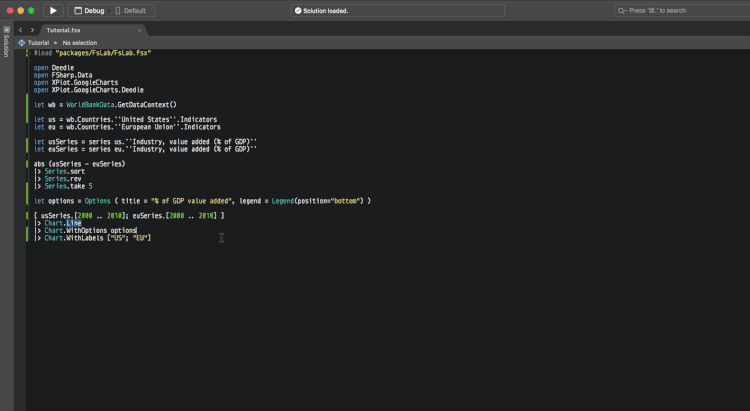 Debug Default
Solution loaded.
Press '⌘.' to search
Tutorial.fsx
Tutorial No selection
Solution
#load "packages/FsLab/FsLab.fsx"
open Deedle
open FSharp.Data
open XPlot.GoogleCharts
open XPlot.GoogleCharts.Deedle
let wb = WorldBankData.GetDataContext()
let us = wb.Countries.``United States``.Indicators
let eu = wb.Countries.``European Union``.Indicators
let usSeries = series us.``Industry, value added (% of GDP)``
let euSeries = series eu.``Industry, value added (% of GDP)``
abs (usSeries - euSeries)
|> Series.sort
|> Series.rev
|> Series.take 5
let options = Options ( title = "% of GDP value added", legend = Legend(position="bottom") )
[ usSeries.[2000 .. 2010]; euSeries.[2000 .. 2010] ]
|> Chart.Line
|> Chart.WithOptions options
|> Chart.WithLabels ["US"; "EU"]